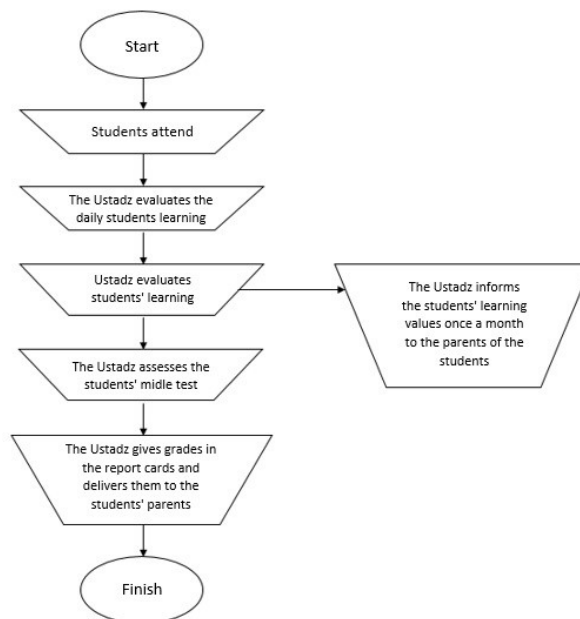 Start
Students attend
The Ustadz evaluates the
daily students learning
Ustadz evaluates
students' learning
The Ustadz informs
the students' learning
values once a month
to the parents of the
students
The Ustadz assesses the
students' midle test
The Ustadz gives grades in
the report cards and
delivers them to the
students' parents
Finish